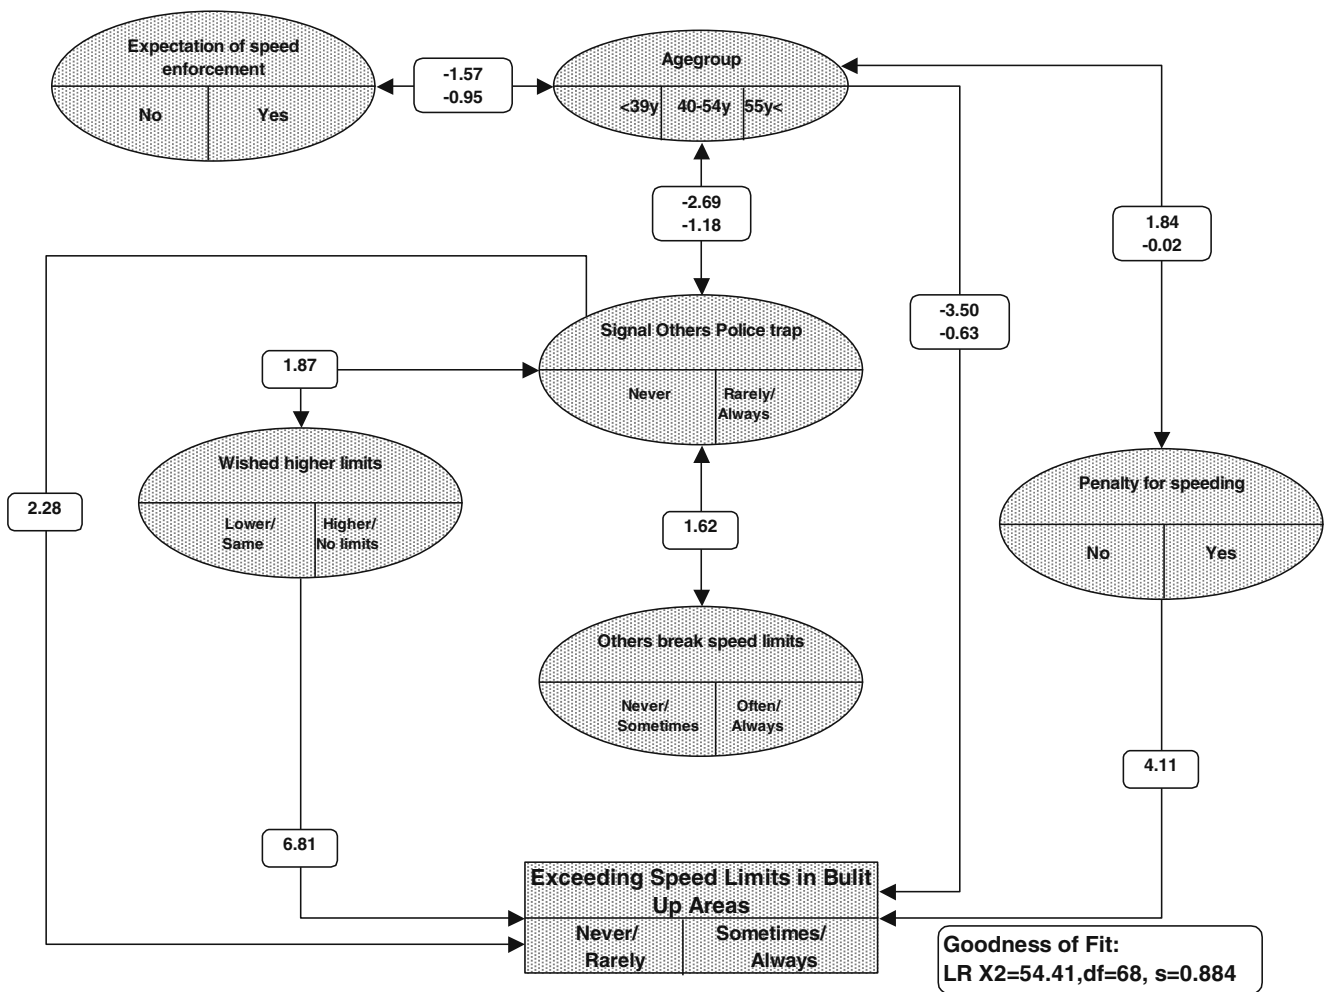 Expectation of speed
enforcement
No
Yes
-1.57
-0.95
Agegroup
<39y
40-54y
55y<
-2.69
-1.18
1.84
-0.02
-3.50
-0.63
Signal Others Police trap
Never
Rarely/
Always
1.87
Wished higher limits
Lower/
Same
Higher/
No limits
2.28
1.62
Penalty for speeding
No
Yes
Others break speed limits
Never/
Sometimes
Often/
Always
4.11
6.81
Exceeding Speed Limits in Bulit
Up Areas
Never/
Rarely
Sometimes/
Always
Goodness of Fit:
LR X2=54.41,df=68, s=0.884